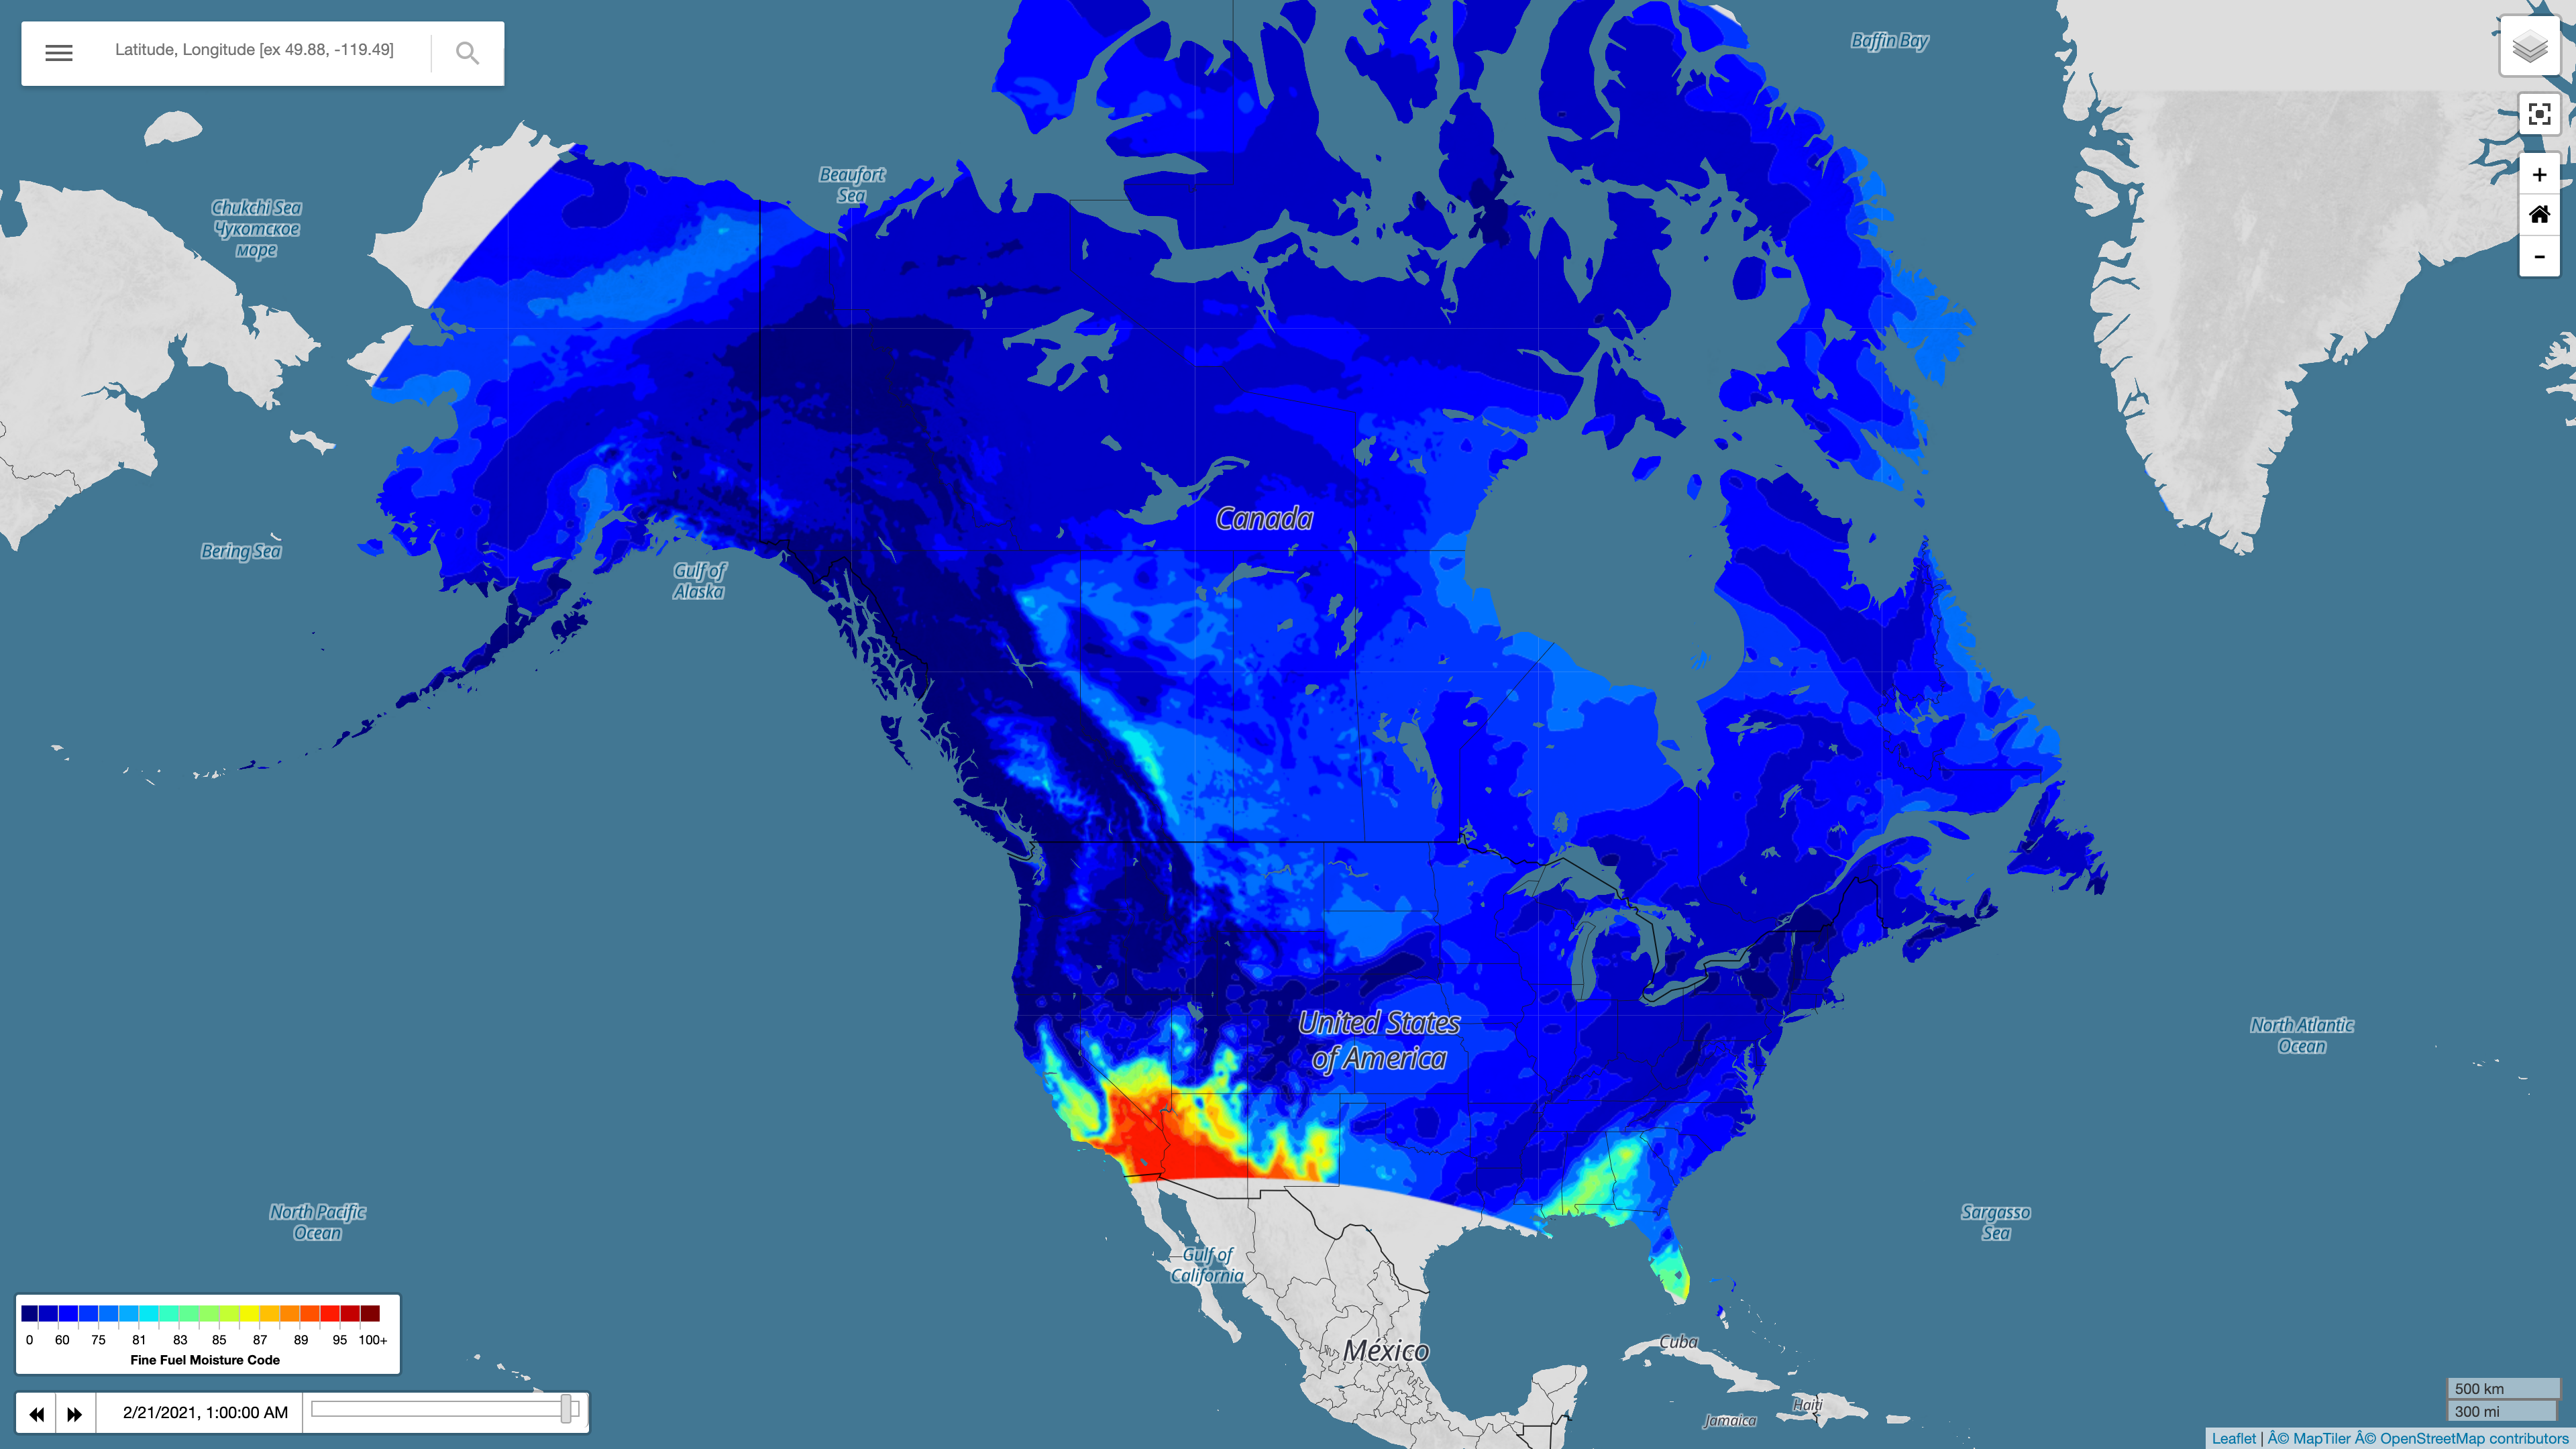 Latitude, Longitude [ex 49.88, -119.49]
Baffin Bay
Beaufort
Sea
Chukchi Sea
Чукотское
море
+
-
Canada
Bering Sea
Gulf of
Alaska
United States
of America
North Atlantic
Ocean
North Pacific
Ocean
Sargasso
Sea
Gulf of
California
México
Cuba
Haiti
Jamaica
0 60 75 81 83 85 87 89 95 100+
Fine Fuel Moisture Code
2/21/2021, 1:00:00 AM
500 km
300 mi
Leaflet | Â© MapTiler Â© OpenStreetMap contributors